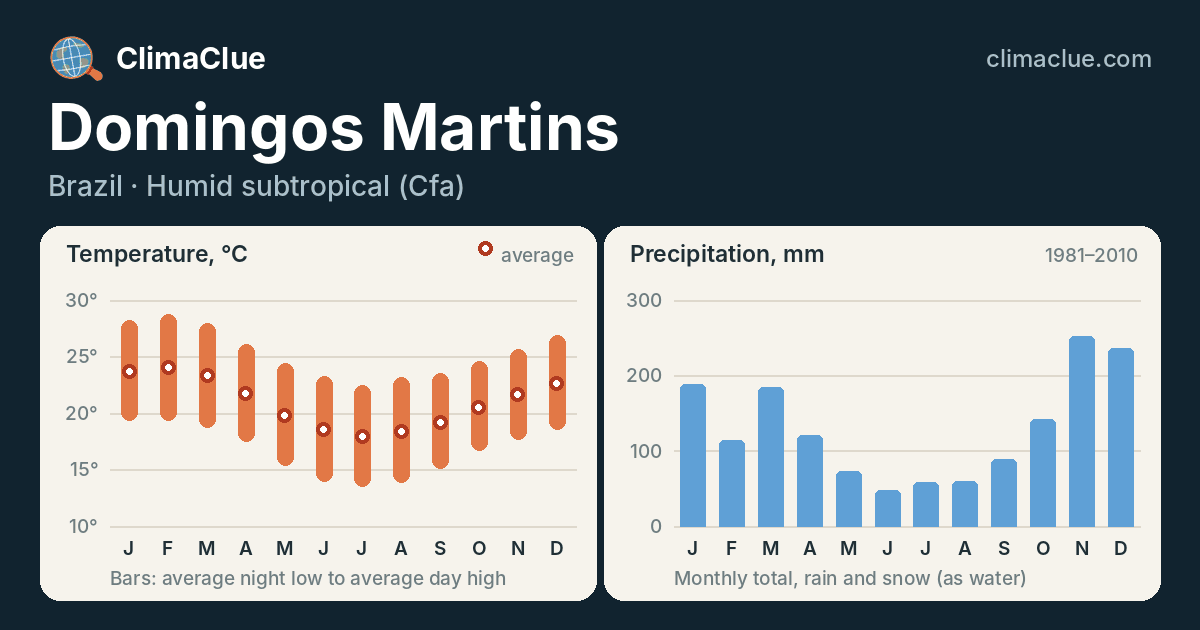 ClimaClue
climaclue.com
Domingos Martins
Brazil · Humid subtropical (Cfa)
Temperature, °C
average
30°
25°
20°
15°
10°
J F M A M J J A S O N D
Bars: average night low to average day high
Precipitation, mm
1981–2010
300
200
100
0
J F M A M J J A S O N D
Monthly total, rain and snow (as water)